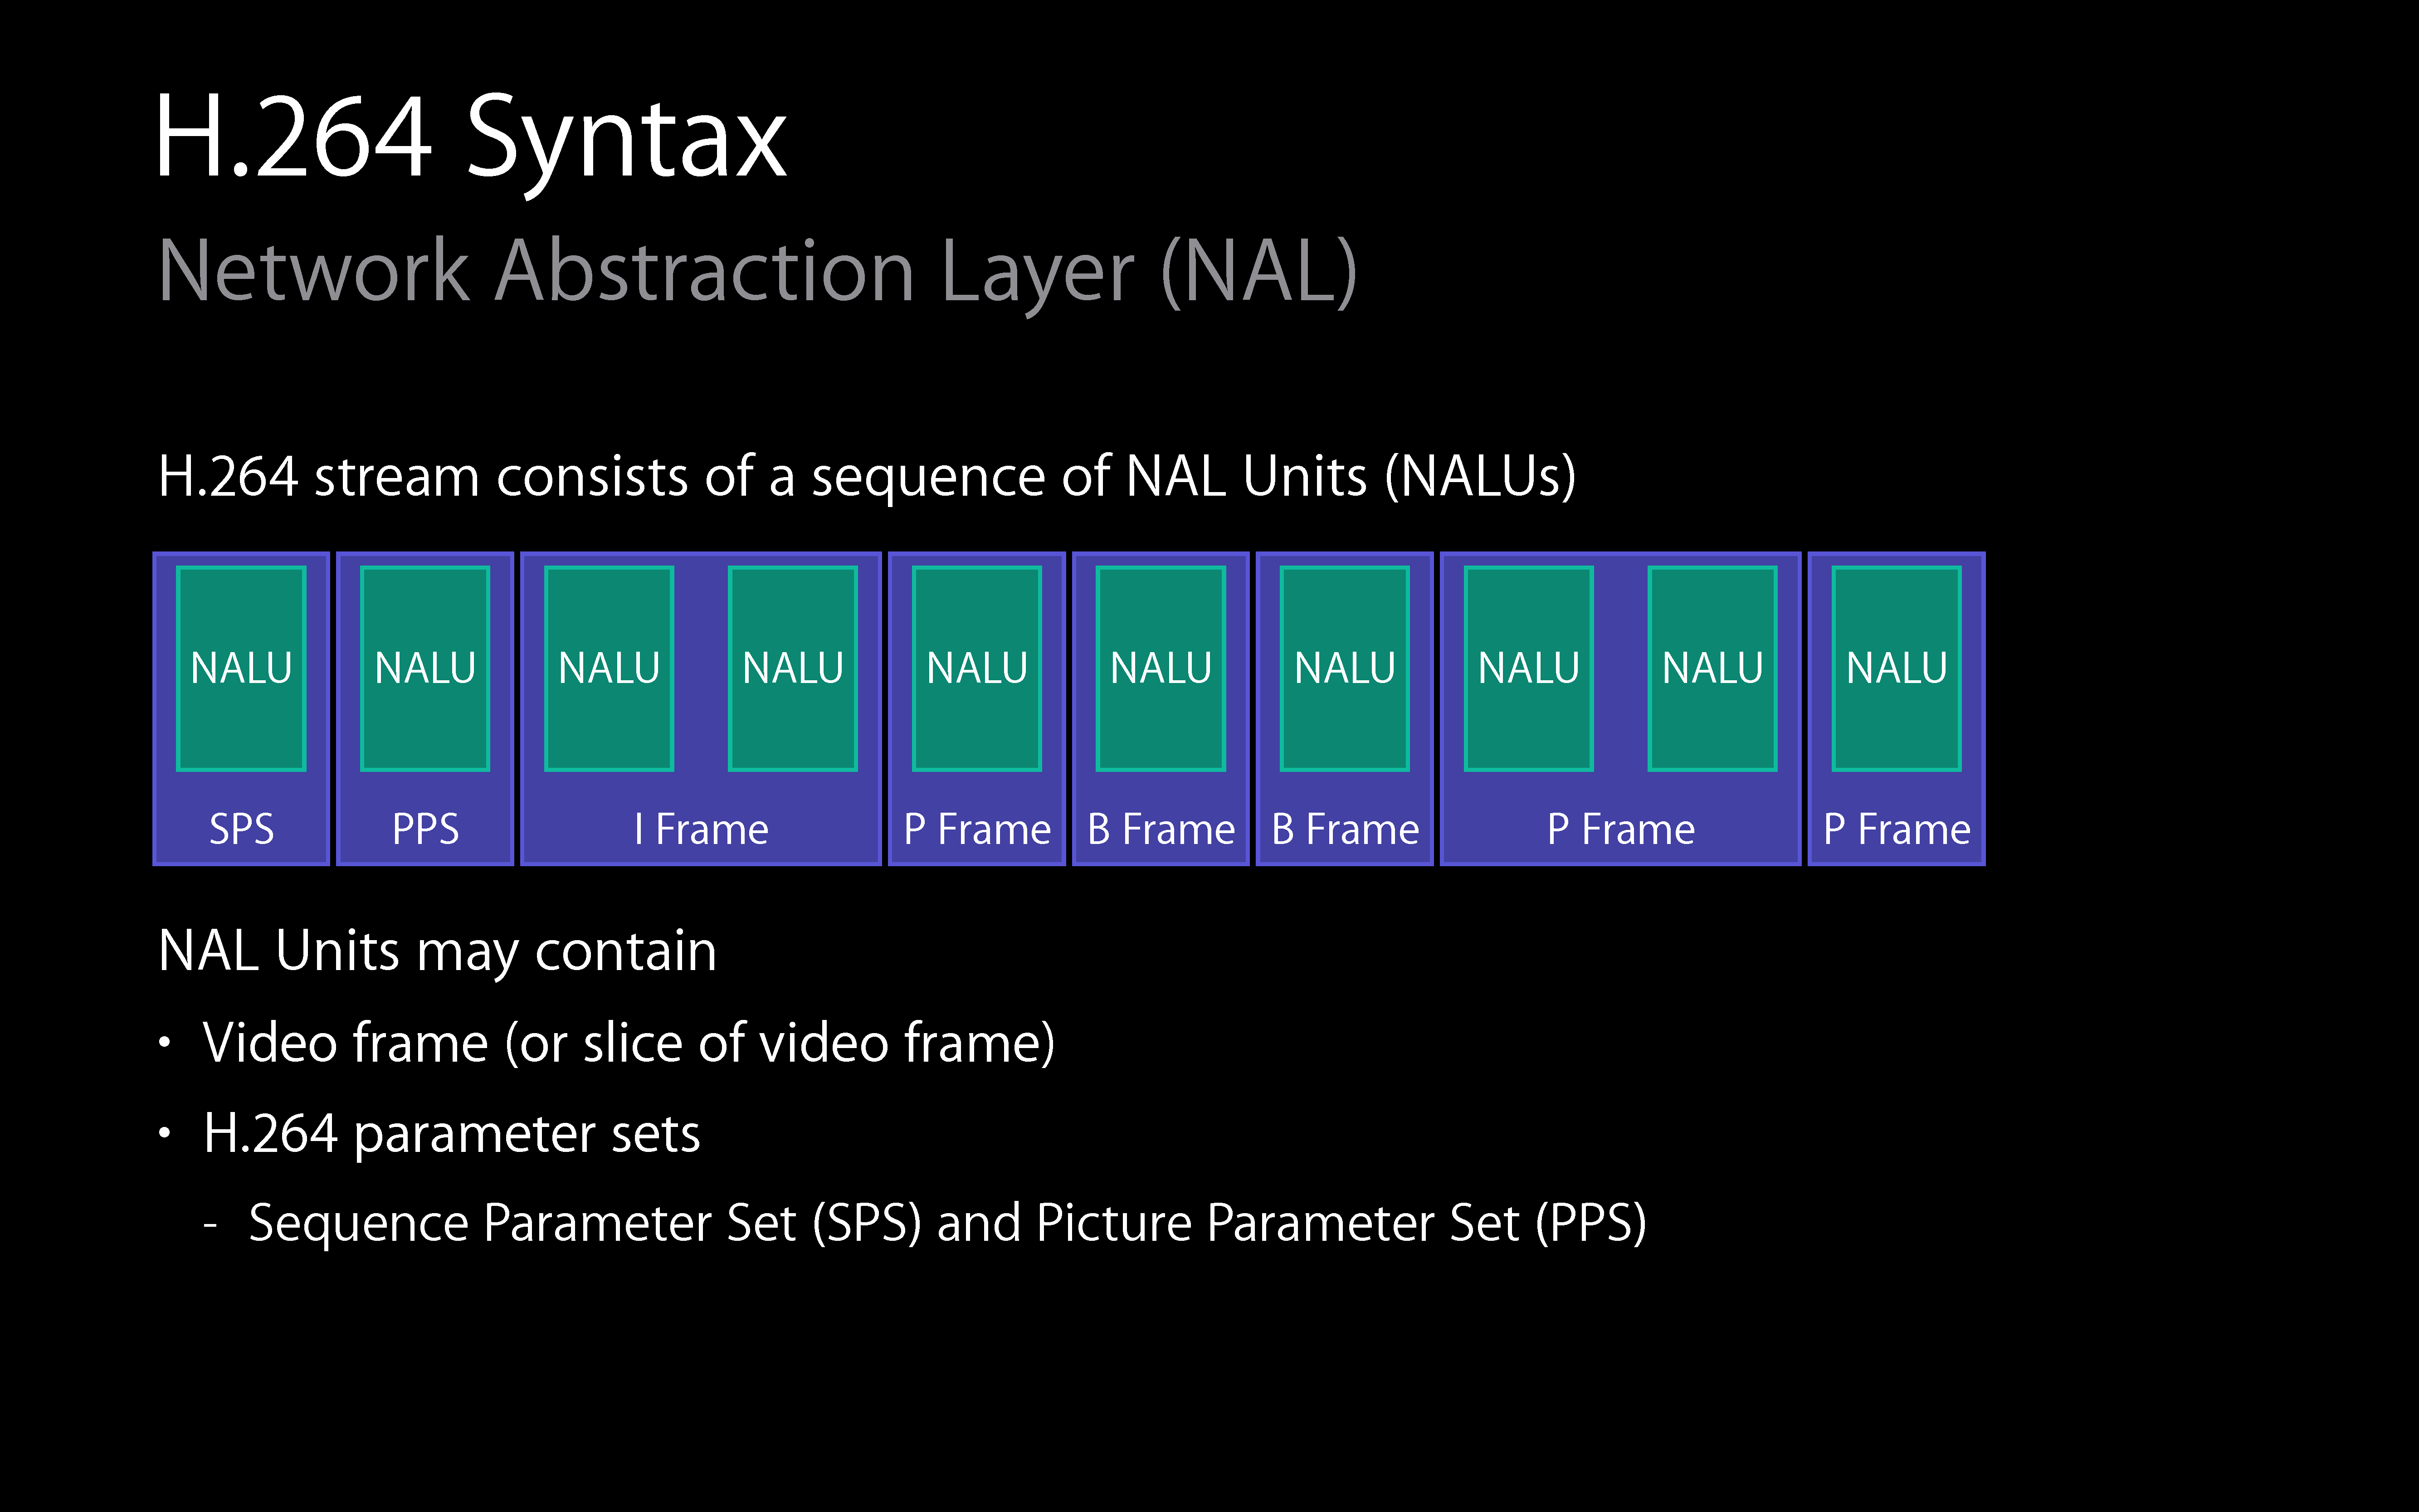 H.264 Syntax
Network Abstraction Layer (NAL)
H.264 stream consists of a sequence of NAL Units (NALUs)
NALU NALU NALU NALU NALU NALU NALU NALU NALU NALU
SPS PPS I Frame P Frame B Frame B Frame P Frame P Frame
NAL Units may contain
• Video frame (or slice of video frame)
• H.264 parameter sets
- Sequence Parameter Set (SPS) and Picture Parameter Set (PPS)